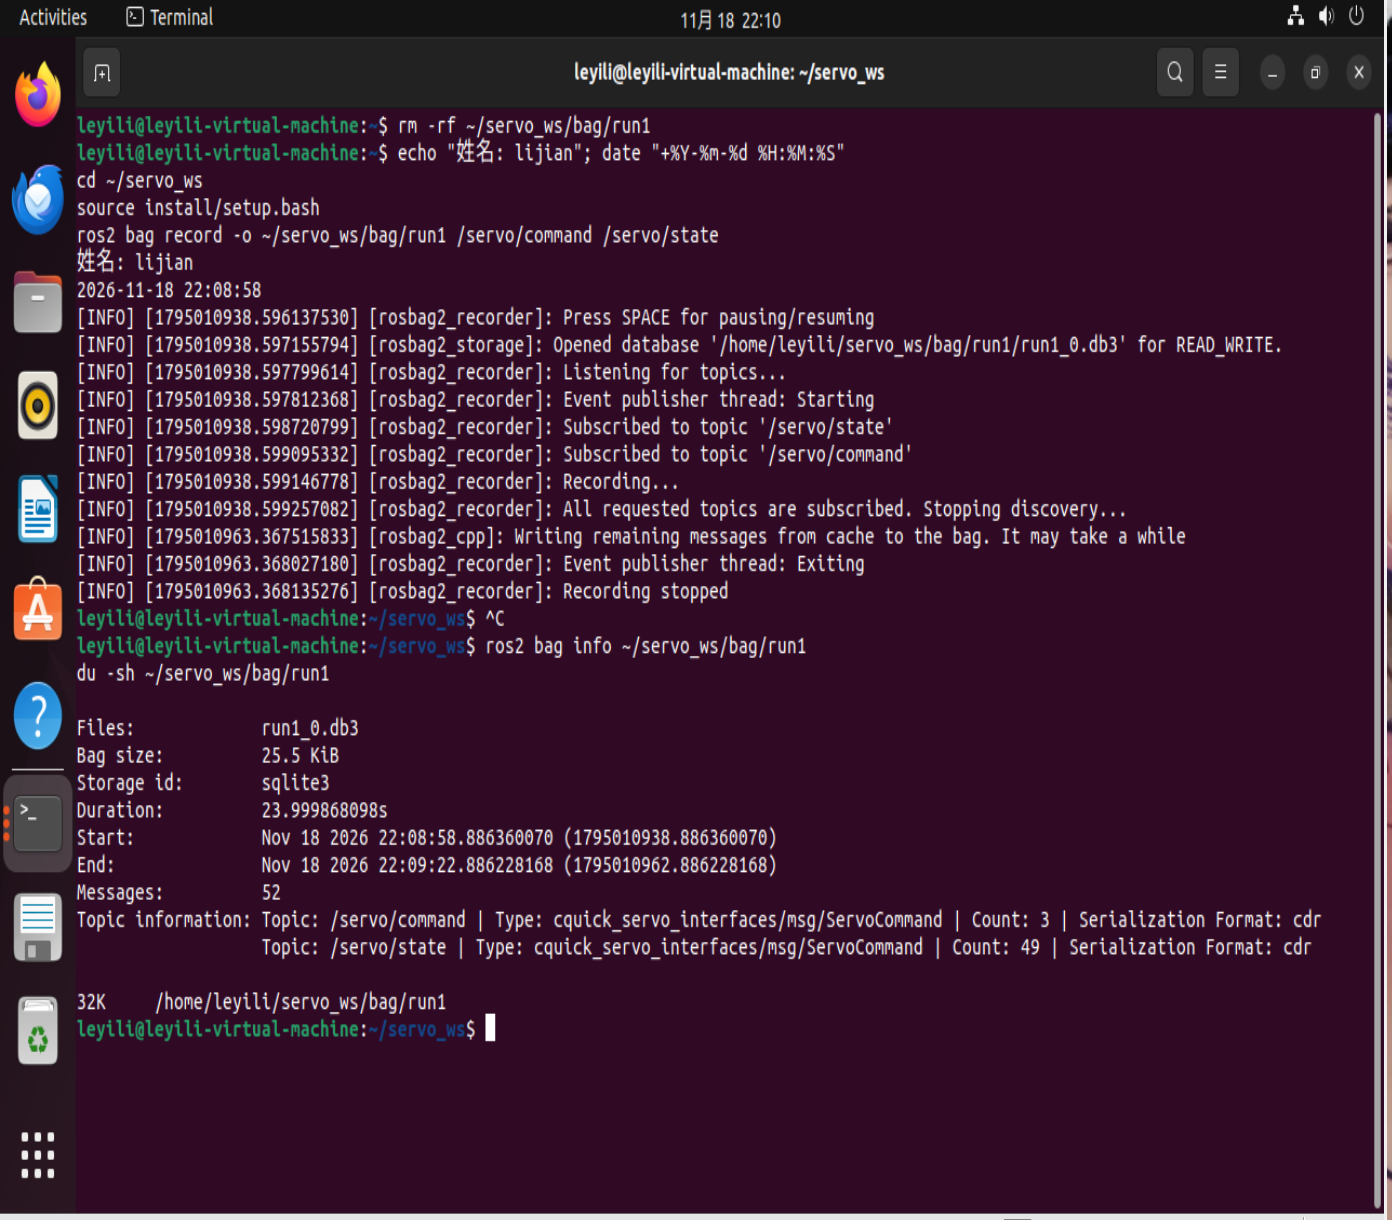 Activities
Terminal
11月 18 22:10
leyili@leyili-virtual-machine: ~/servo_ws
leyili@leyili-virtual-machine:~$ rm -rf ~/servo_ws/bag/run1
leyili@leyili-virtual-machine:~$ echo "姓名: lijian"; date "+%Y-%m-%d %H:%M:%S"
cd ~/servo_ws
source install/setup.bash
ros2 bag record -o ~/servo_ws/bag/run1 /servo/command /servo/state
姓名: lijian
2026-11-18 22:08:58
[INFO] [1795010938.596137530] [rosbag2_recorder]: Press SPACE for pausing/resuming
[INFO] [1795010938.597155794] [rosbag2_storage]: Opened database '/home/leyili/servo_ws/bag/run1/run1_0.db3' for READ_WRITE.
[INFO] [1795010938.597799614] [rosbag2_recorder]: Listening for topics...
[INFO] [1795010938.597812368] [rosbag2_recorder]: Event publisher thread: Starting
[INFO] [1795010938.598720799] [rosbag2_recorder]: Subscribed to topic '/servo/state'
[INFO] [1795010938.599095332] [rosbag2_recorder]: Subscribed to topic '/servo/command'
[INFO] [1795010938.599146778] [rosbag2_recorder]: Recording...
[INFO] [1795010938.599257082] [rosbag2_recorder]: All requested topics are subscribed. Stopping discovery...
[INFO] [1795010963.367515833] [rosbag2_cpp]: Writing remaining messages from cache to the bag. It may take a while
[INFO] [1795010963.368027180] [rosbag2_recorder]: Event publisher thread: Exiting
[INFO] [1795010963.368135276] [rosbag2_recorder]: Recording stopped
leyili@leyili-virtual-machine:~/servo_ws$ ^C
leyili@leyili-virtual-machine:~/servo_ws$ ros2 bag info ~/servo_ws/bag/run1
du -sh ~/servo_ws/bag/run1
Files: run1_0.db3
Bag size: 25.5 KiB
Storage id: sqlite3
Duration: 23.999868098s
Start: Nov 18 2026 22:08:58.886360070 (1795010938.886360070)
End: Nov 18 2026 22:09:22.886228168 (1795010962.886228168)
Messages: 52
Topic information: Topic: /servo/command | Type: cquick_servo_interfaces/msg/ServoCommand | Count: 3 | Serialization Format: cdr
Topic: /servo/state | Type: cquick_servo_interfaces/msg/ServoCommand | Count: 49 | Serialization Format: cdr
32K /home/leyili/servo_ws/bag/run1
leyili@leyili-virtual-machine:~/servo_ws$